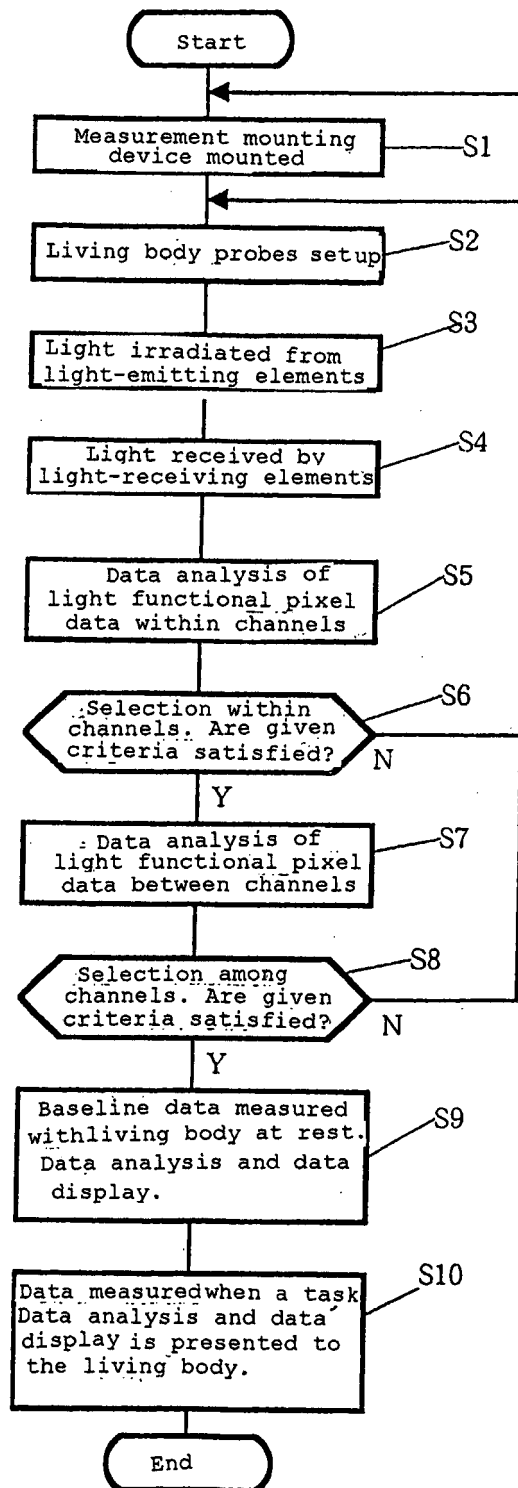 Start
Measurement mounting
device mounted
S1
Living body probes setup
S2
S3
Light irradiated from
light-emitting elements
S4
Light received by
light-receiving elements
Data analysis of
light functional pixel
data within channels
S5
Selection within
channels. Are given
criteria satisfied?
S6
N
Y
Data analysis of
light functional pixel
data between channels
S7
Selection among
channels. Are given
criteria satisfied?
S8
N
Y
Baseline data measured
withliving body at rest.
Data analysis and data
display.
S9
S10
Data measured when a task
Data analysis and data
display is presented to
the living body.
End